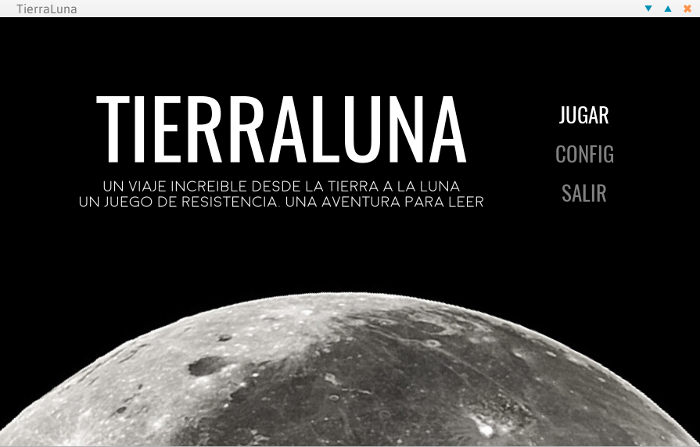 TierraLuna
TIERRALUNA
UN VIAJE INCREIBLE DESDE LA TIERRA A LA LUNA
UN JUEGO DE RESISTENCIA. UNA AVENTURA PARA LEER
JUGAR
CONFIG
SALIR